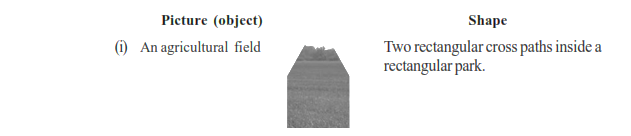 Picture (object) Shape
(i) An agricultural field Two rectangular cross paths inside a
rectangular park.